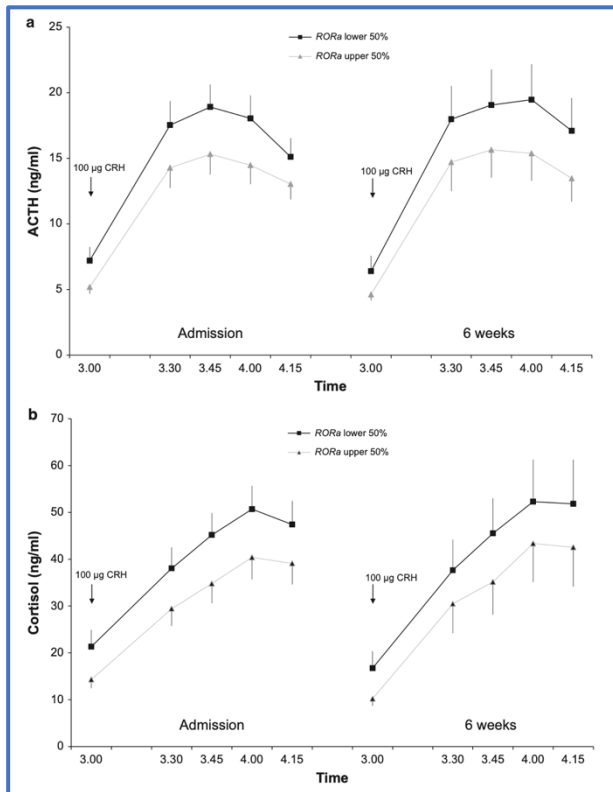 a
25
20
15
10
5
0
ACTH (ng/ml)
RORa lower 50%
RORa upper 50%
100 µg CRH
100 µg CRH
Admission
6 weeks
3.00 3.30 3.45 4.00 4.15 3.00 3.30 3.45 4.00 4.15
Time
b
70
60
50
40
30
20
10
0
Cortisol (ng/ml)
RORa lower 50%
RORa upper 50%
100 µg CRH
100 µg CRH
Admission
6 weeks
3.00 3.30 3.45 4.00 4.15 3.00 3.30 3.45 4.00 4.15
Time